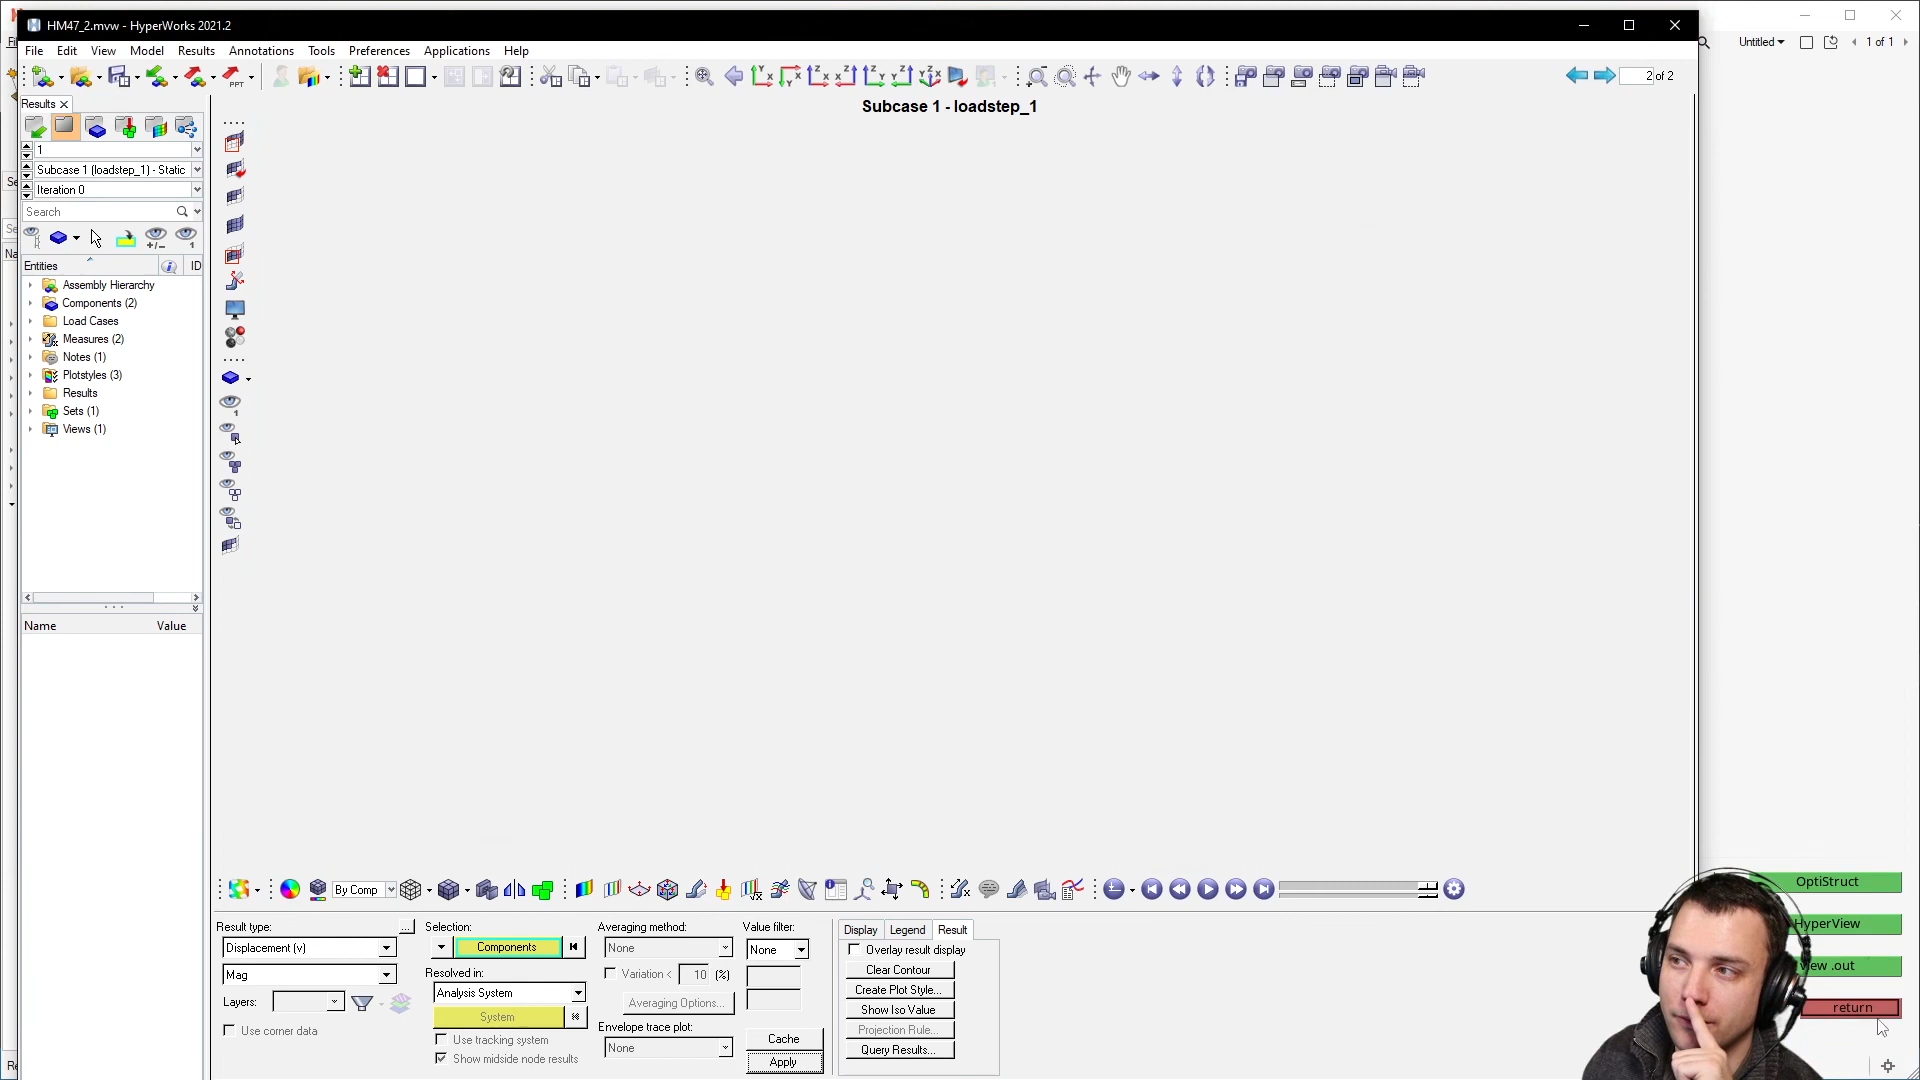 HM47_2.mvw - HyperWorks 2021.2
File Edit View Model Results Annotations Tools Preferences Applications Help
Untitled
1 of 1
PPT
2 of 2
Results
Subcase 1 - loadstep_1
1
Subcase 1 (loadstep_1) - Static
Iteration 0
Search
Entities ID
Assembly Hierarchy
Components (2)
Load Cases
Measures (2)
Notes (1)
Plotstyles (3)
Results
Sets (1)
Views (1)
Name Value
By Comp
Result type:
...
Displacement (v)
Mag
Layers:
Use corner data
Selection:
Components
Resolved in:
Analysis System
System
Use tracking system
Show midside node results
Averaging method:
None
Variation < 10 (%)
Averaging Options...
Envelope trace plot:
None
Value filter:
None
Cache
Apply
Display Legend Result
Overlay result display
Clear Contour
Create Plot Style...
Show Iso Value
Projection Rule...
Query Results...
OptiStruct
HyperView
view .out
return